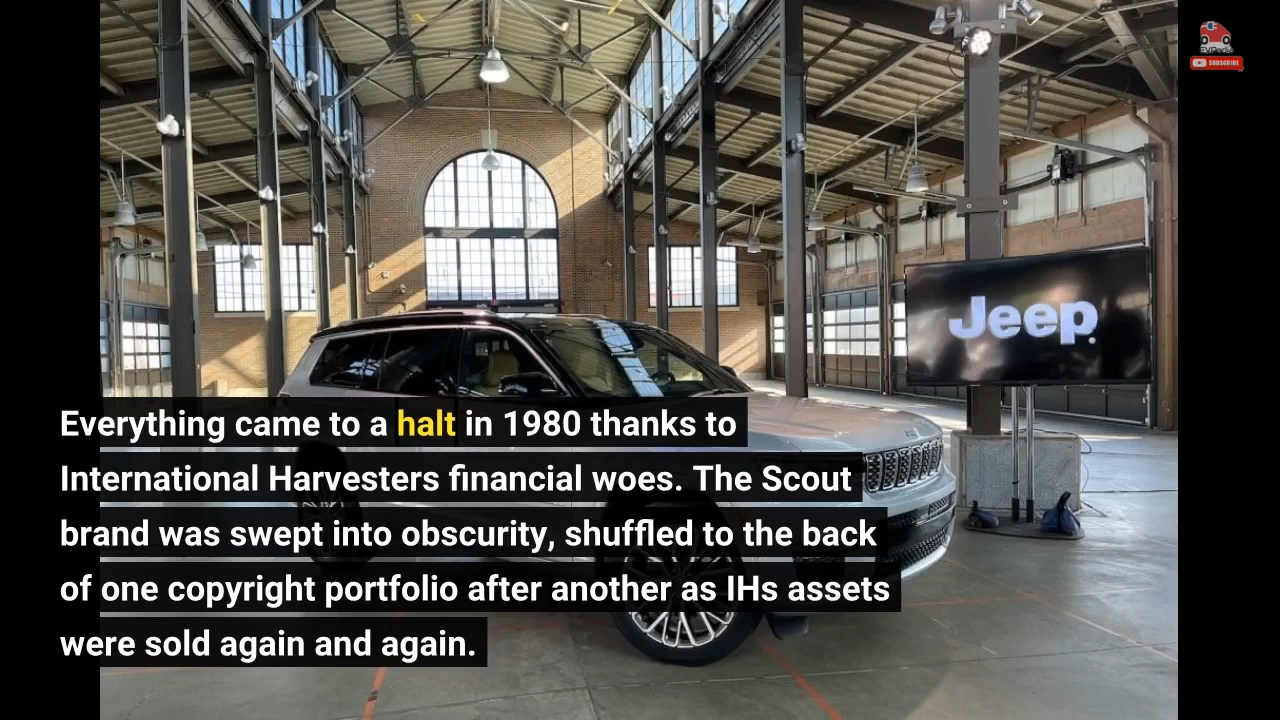 SUBSCRIBE
Jeep.
Everything came to a halt in 1980 thanks to
International Harvesters financial woes. The Scout
brand was swept into obscurity, shuffled to the back
of one copyright portfolio after another as IHs assets
were sold again and again.